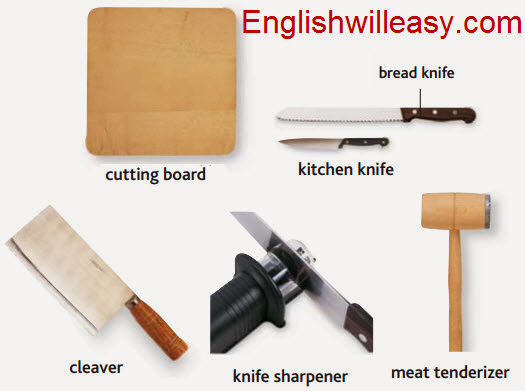 Englishwilleasy.com
bread knife
cutting board
kitchen knife
cleaver
knife sharpener
meat tenderizer